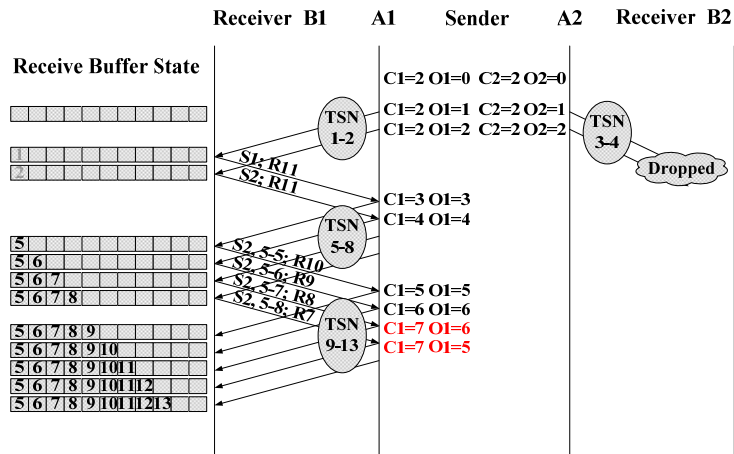 Receiver B1 A1 Sender A2 Receiver B2
Receive Buffer State
C1=2 O1=0 C2=2 O2=0
TSN 1-2
C1=2 O1=1 C2=2 O2=1
C1=2 O1=2 C2=2 O2=2
TSN 3-4
Dropped
1
2
S1; R11
S2; R11
C1=3 O1=3
C1=4 O1=4
TSN 5-8
5
5 6
5 6 7
5 6 7 8
S2, 5-5; R10
S2, 5-6; R9
S2, 5-7; R8
S2, 5-8; R7
C1=5 O1=5
C1=6 O1=6
C1=7 O1=6
C1=7 O1=5
TSN 9-13
5 6 7 8 9
5 6 7 8 9 10
5 6 7 8 9 10 11
5 6 7 8 9 10 11 12
5 6 7 8 9 10 11 12 13